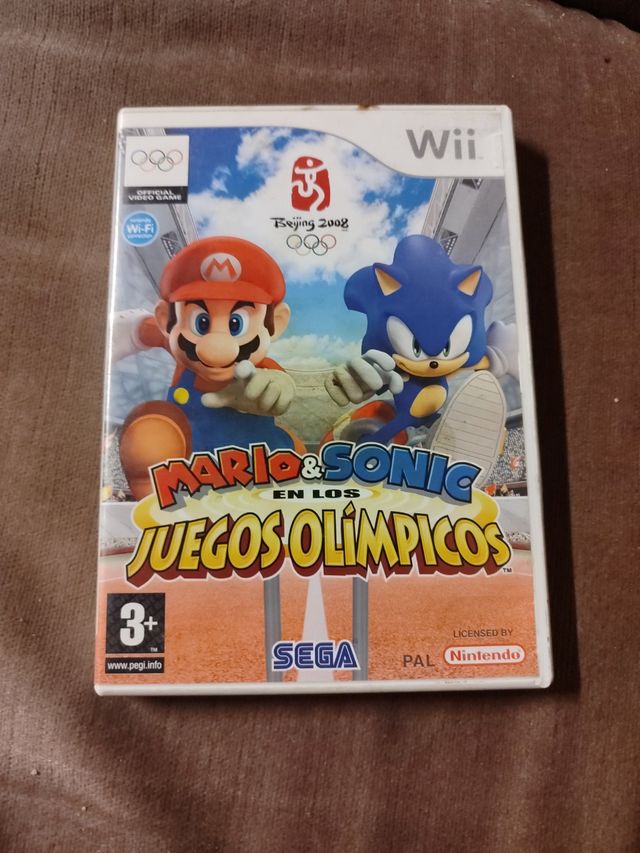 Wii
OFFICIAL
VIDEO GAME
Nintendo
Wi-Fi
connection
Beijing 2008
M
MARIO & SONIC
EN LOS
JUEGOS OLÍMPICOS
TM
3+
www.pegi.info
SEGA
LICENSED BY
PAL
Nintendo